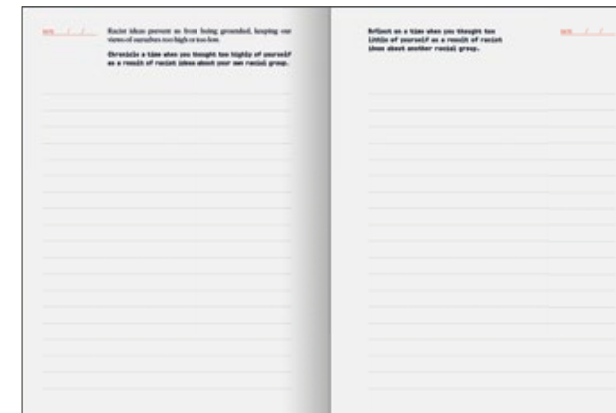 Racist ideas prevent us from being grounded, keeping our
views of ourselves too high or too low.
Chronicle a time when you thought too highly of yourself
as a result of racist ideas about your own racial group.
Reflect on a time when you thought too
little of yourself as a result of racist
ideas about another racial group.